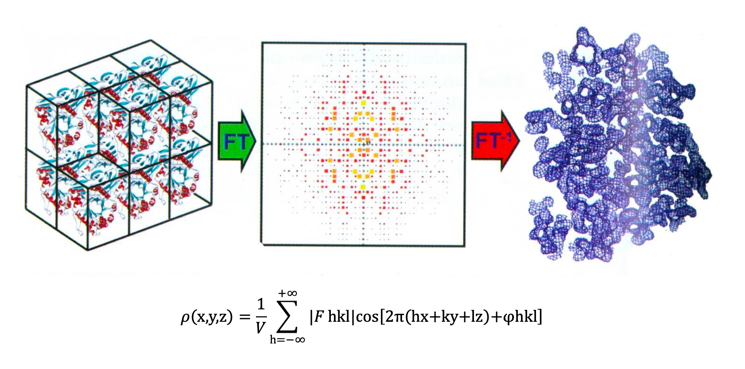 FT
FT⁻¹
+∞
ρ(x,y,z) = 1/V ∑ |F hkl|cos[2π(hx+ky+lz)+φhkl]
h=−∞